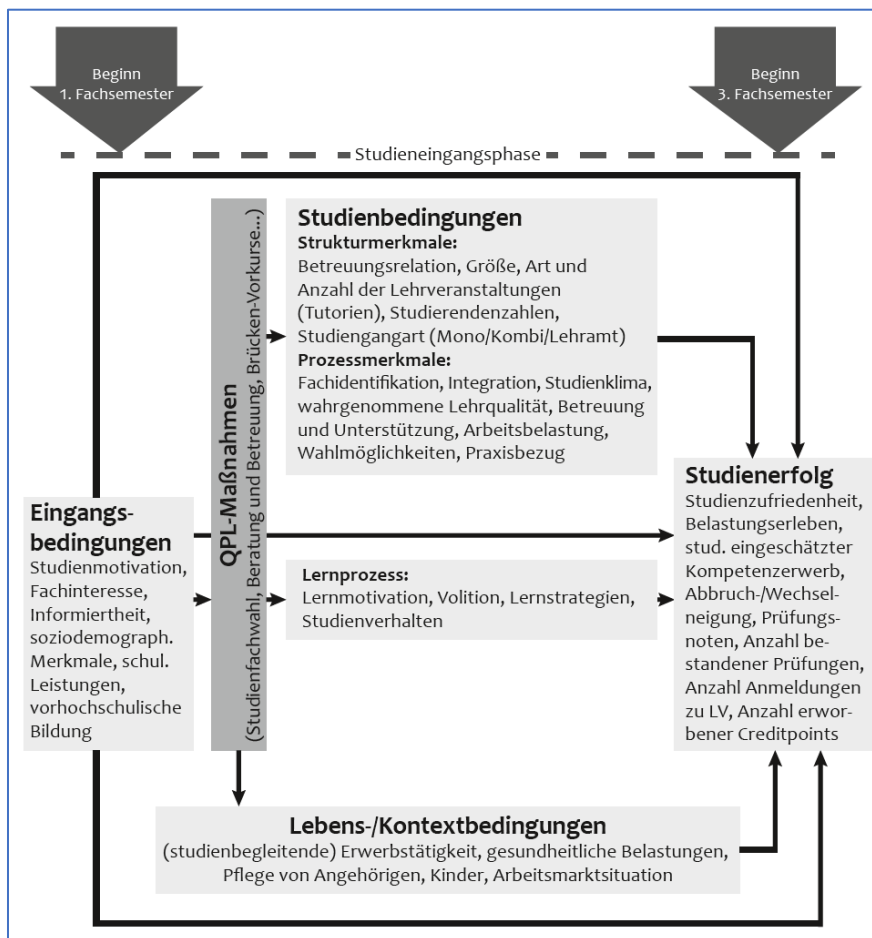 Beginn
1. Fachsemester
Beginn
3. Fachsemester
Studieneingangsphase
Eingangs-
bedingungen
Studienmotivation,
Fachinteresse,
Informiertheit,
soziodemograph.
Merkmale, schul.
Leistungen,
vorhochschulische
Bildung
QPL-Maßnahmen
(Studienfachwahl, Beratung und Betreuung, Brücken-Vorkurse...)
Studienbedingungen
Strukturmerkmale:
Betreuungsrelation, Größe, Art und
Anzahl der Lehrveranstaltungen
(Tutorien), Studierendenzahlen,
Studiengangart (Mono/Kombi/Lehramt)
Prozessmerkmale:
Fachidentifikation, Integration, Studienklima,
wahrgenommene Lehrqualität, Betreuung
und Unterstützung, Arbeitsbelastung,
Wahlmöglichkeiten, Praxisbezug
Lernprozess:
Lernmotivation, Volition, Lernstrategien,
Studienverhalten
Lebens-/Kontextbedingungen
(studienbegleitende) Erwerbstätigkeit, gesundheitliche Belastungen,
Pflege von Angehörigen, Kinder, Arbeitsmarktsituation
Studienerfolg
Studienzufriedenheit,
Belastungserleben,
stud. eingeschätzter
Kompetenzerwerb,
Abbruch-/Wechsel-
neigung, Prüfungs-
noten, Anzahl be-
standener Prüfungen,
Anzahl Anmeldungen
zu LV, Anzahl erwor-
bener Creditpoints